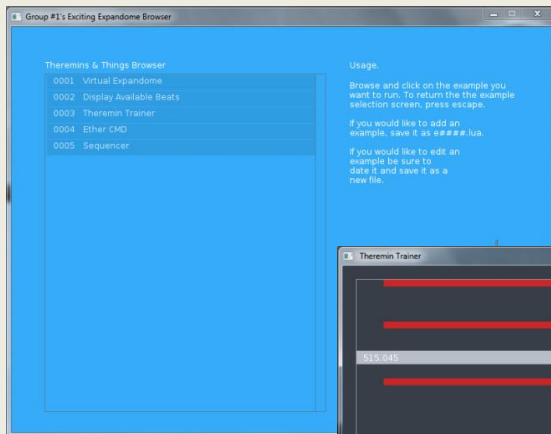 Group #1's Exciting Expandome Browser
Theremins & Things Browser
0001 Virtual Expandome
0002 Display Available Beats
0003 Theremin Trainer
0004 Ether CMD
0005 Sequencer
Usage.
Browse and click on the example you
want to run. To return the the example
selection screen, press escape.
If you would like to add an
example, save it as e####.lua.
If you would like to edit an
example be sure to
date it and save it as a
new file.
Theremin Trainer
515.045